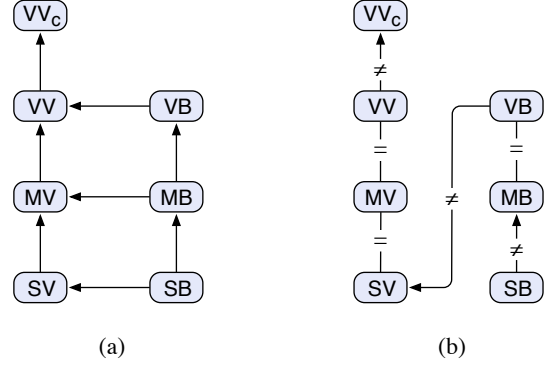 VVc VVc
≠
VV VB VV VB
= =
MV MB MV ≠ MB
= ≠
SV SB SV SB
(a) (b)